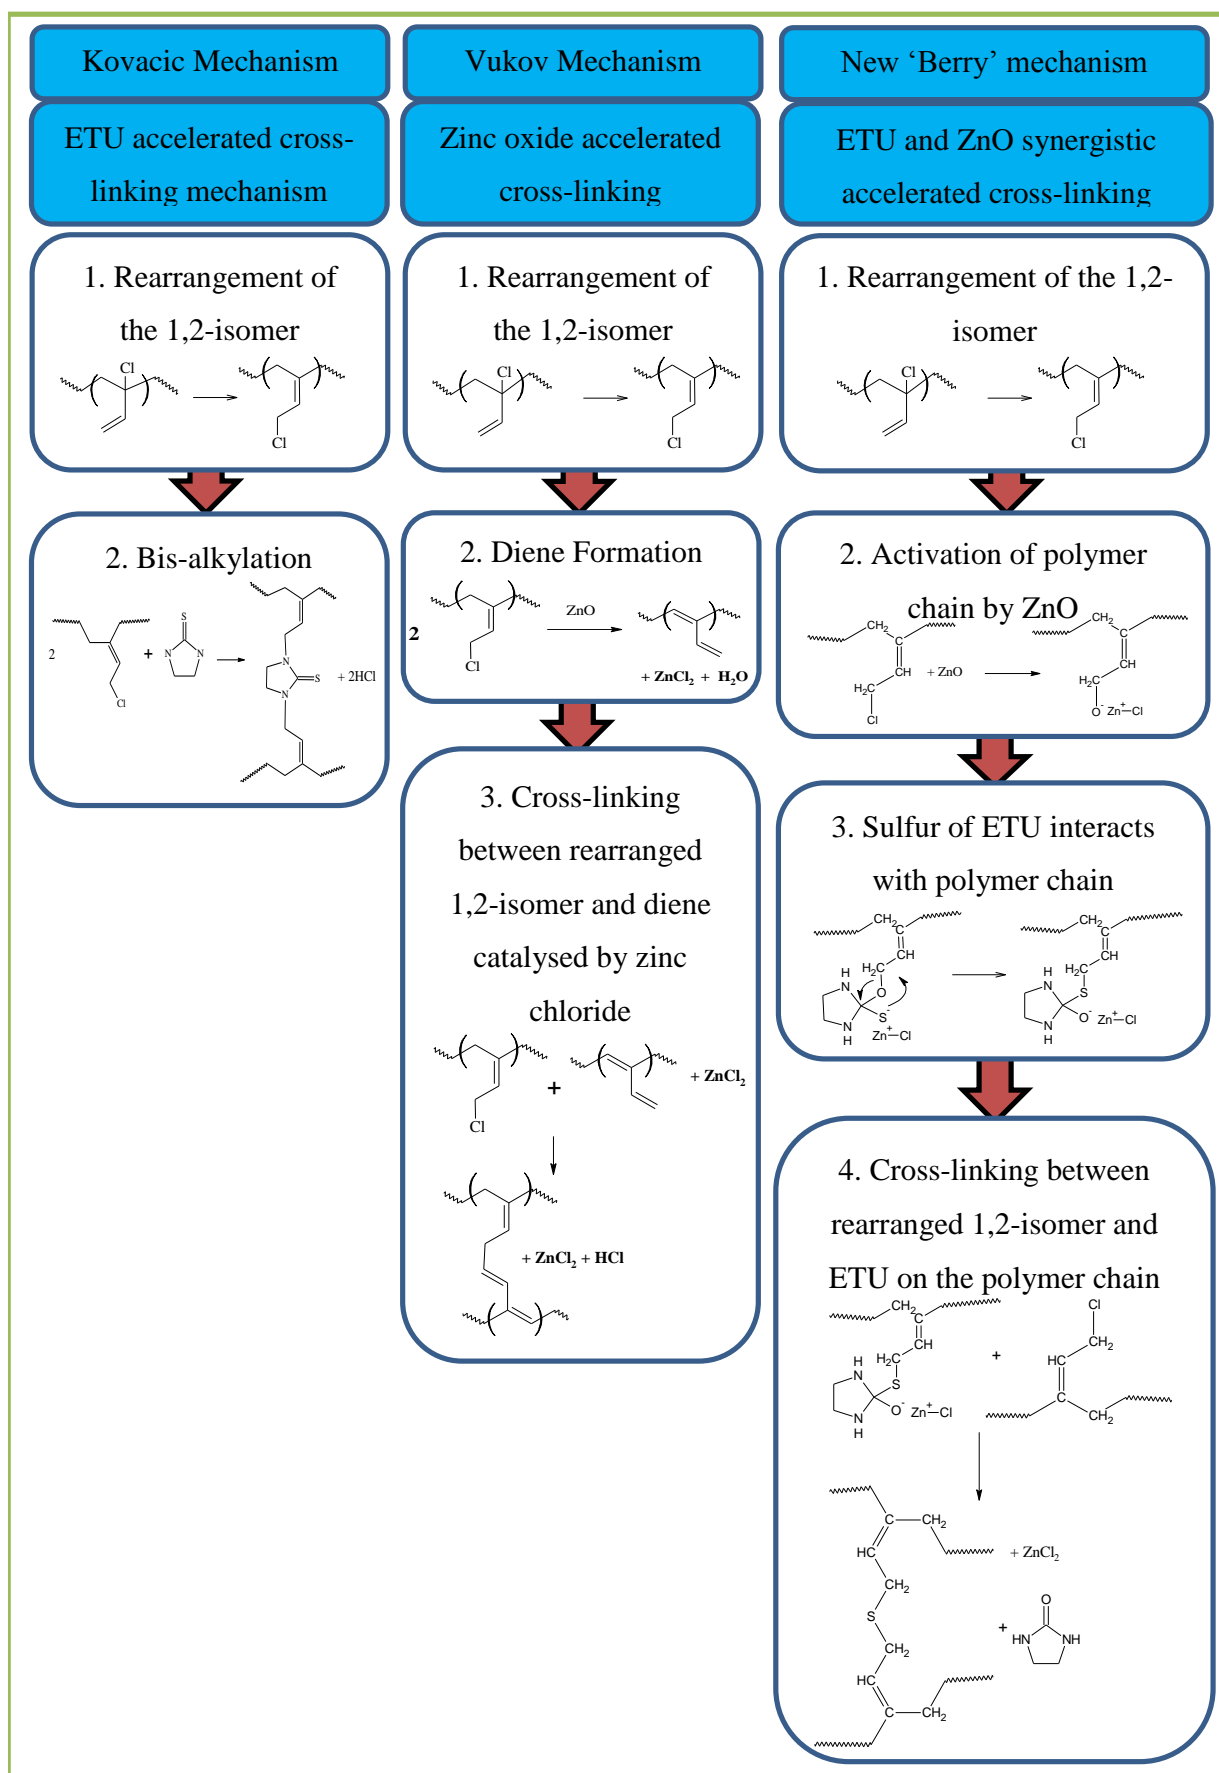 Kovacic Mechanism
ETU accelerated cross-
linking mechanism
1. Rearrangement of
the 1,2-isomer
Cl
Cl
2. Bis-alkylation
2
Cl
+
S
N
N
N
S
N
+ 2HCl
Vukov Mechanism
Zinc oxide accelerated
cross-linking
1. Rearrangement of
the 1,2-isomer
Cl
Cl
2. Diene Formation
2
Cl
ZnO
+ ZnCl2 + H2O
3. Cross-linking
between rearranged
1,2-isomer and diene
catalysed by zinc
chloride
Cl
+
+ ZnCl2
+ ZnCl2 + HCl
New ‘Berry’ mechanism
ETU and ZnO synergistic
accelerated cross-linking
1. Rearrangement of the 1,2-
isomer
Cl
Cl
2. Activation of polymer
chain by ZnO
CH2
C
CH
H2C
Cl
+ ZnO
CH2
C
CH
H2C
O- Zn+—Cl
3. Sulfur of ETU interacts
with polymer chain
CH2
C
CH
H2C
H
N
O
N
H
S-
Zn+—Cl
CH2
C
CH
H2C
H
N
S
N
H
O- Zn+—Cl
4. Cross-linking between
rearranged 1,2-isomer and
ETU on the polymer chain
CH2
C
CH
H2C
H
N
S
N
H
O- Zn+—Cl
+
Cl
CH2
CH
C
CH2
C
CH2
HC
CH2
S
CH2
HC
C
CH2
+ ZnCl2
+
O
HN
NH